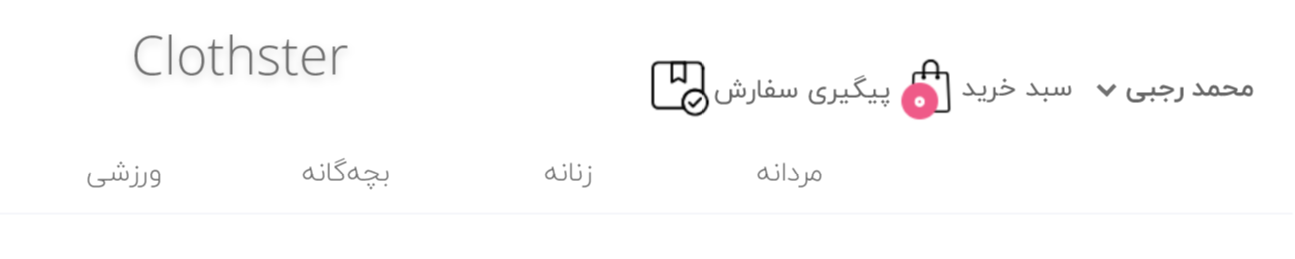 Clothster
محمد رجبی
سبد خرید
۰
پیگیری سفارش
مردانه
زنانه
بچه‌گانه
ورزشی